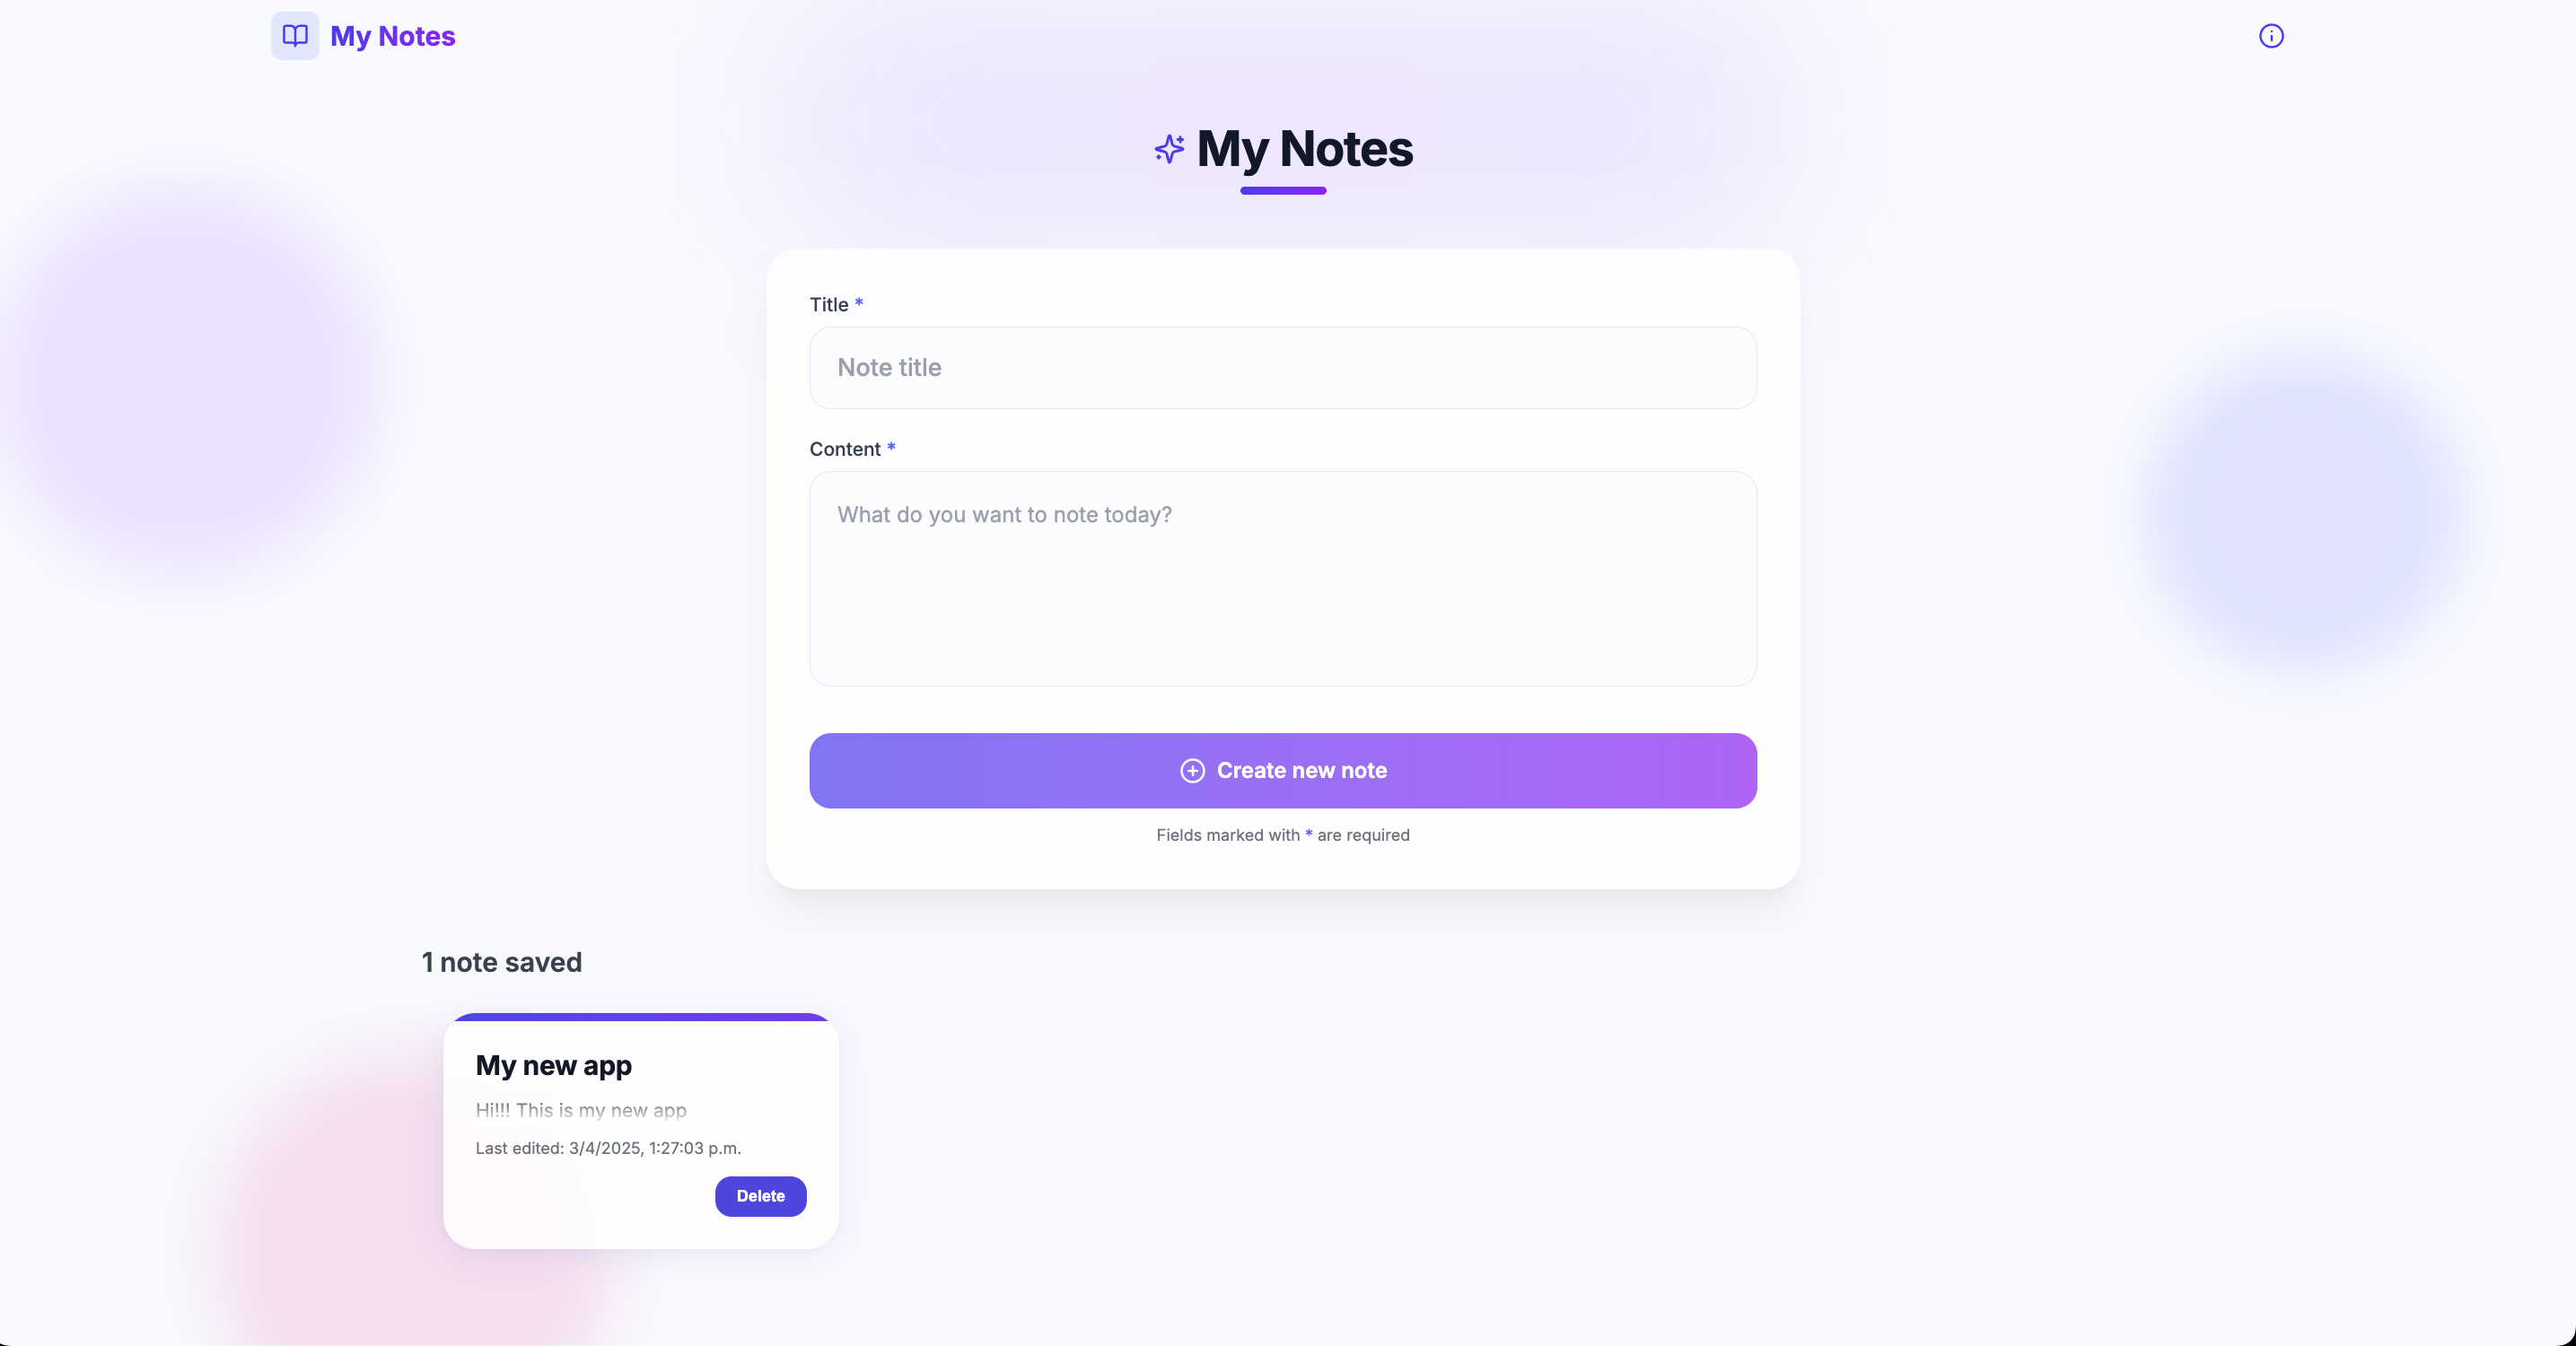 My Notes
My Notes
Title *
Note title
Content *
What do you want to note today?
Create new note
Fields marked with * are required
1 note saved
My new app
Hi!!! This is my new app
Last edited: 3/4/2025, 1:27:03 p.m.
Delete